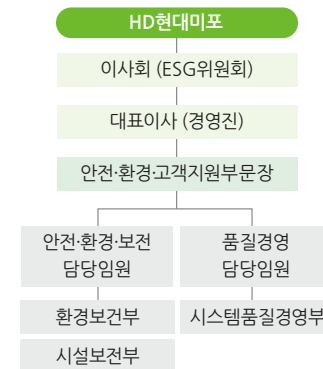 HD현대미포
이사회 (ESG위원회)
대표이사 (경영진)
안전·환경·고객지원부문장
안전·환경·보전
담당임원
품질경영
담당임원
환경보건부
시스템품질경영부
시설보전부